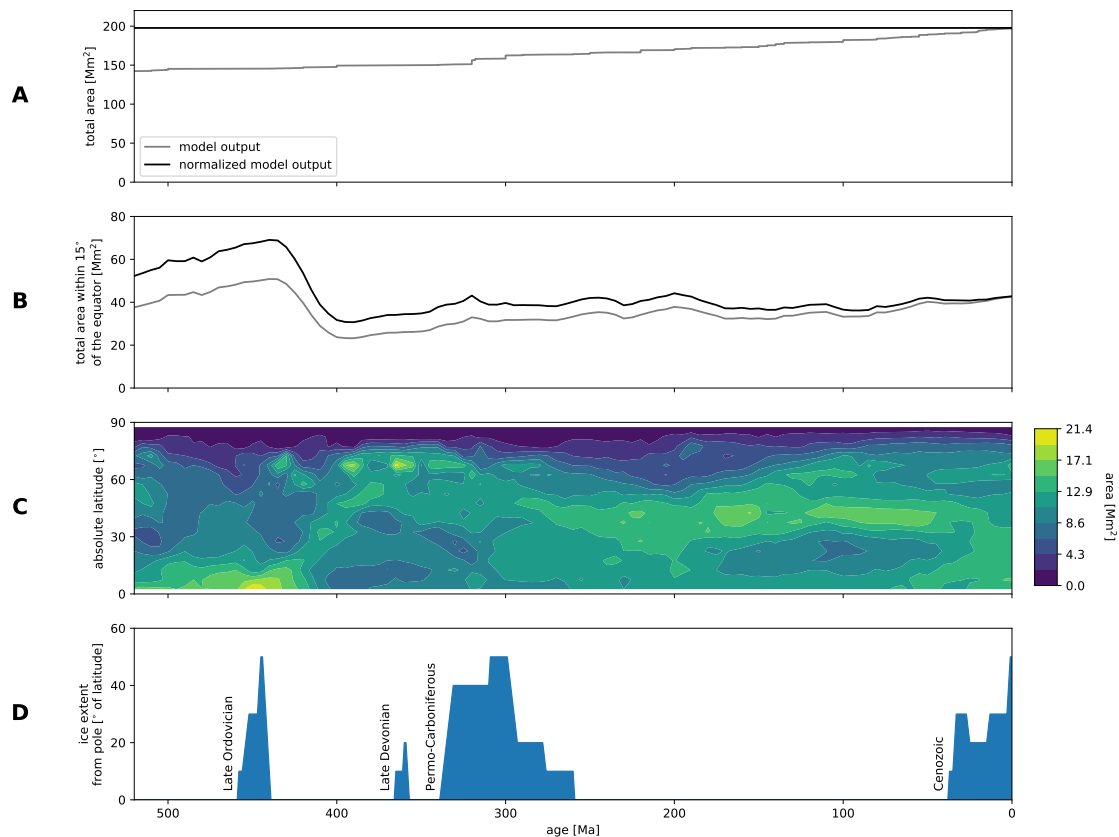 A
total area [Mm²]
200
150
100
50
0
model output
normalized model output
B
total area within 15°
of the equator [Mm²]
80
60
40
20
0
C
absolute latitude [°]
90
60
30
0
21.4
17.1
12.9
8.6
4.3
0.0
area [Mm²]
D
ice extent
from pole [° of latitude]
60
40
20
0
Late Ordovician
Late Devonian
Permo-Carboniferous
Cenozoic
500
400
300
200
100
0
age [Ma]